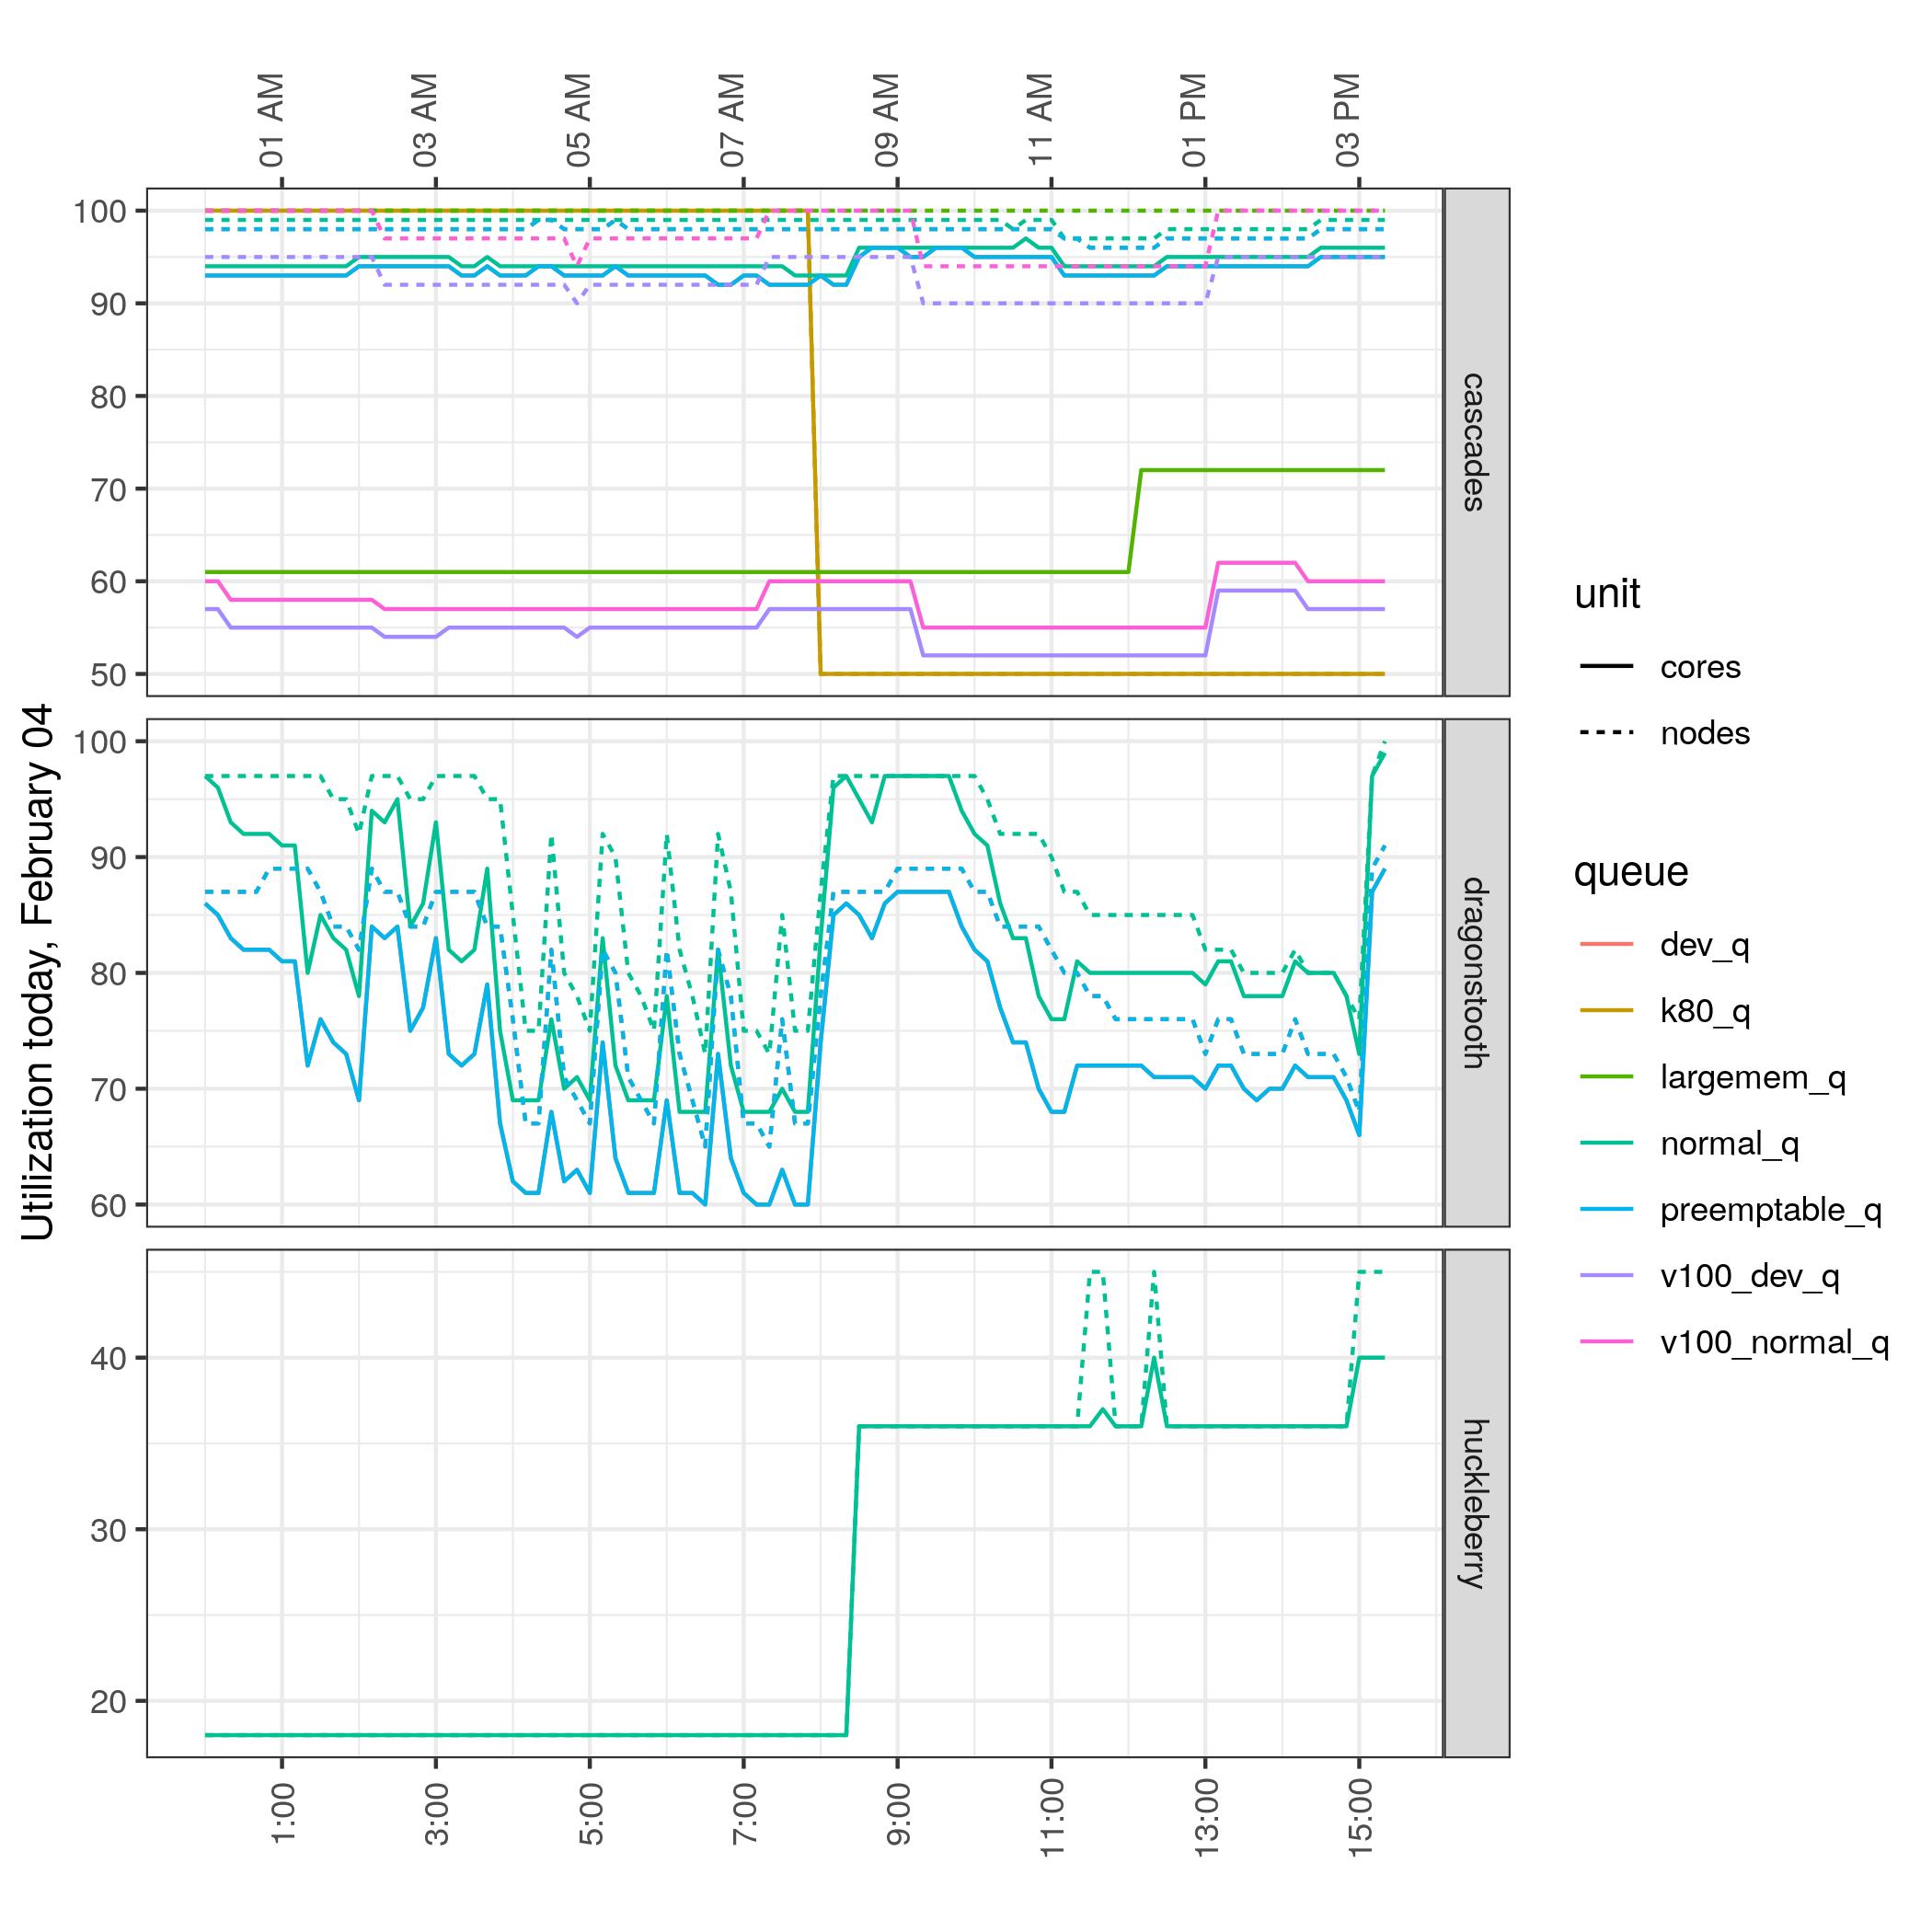 01 AM
03 AM
05 AM
07 AM
09 AM
11 AM
01 PM
03 PM
Utilization today, February 04
100
90
80
70
60
50
cascades
100
90
80
70
60
dragonstooth
40
30
20
huckleberry
1:00
3:00
5:00
7:00
9:00
11:00
13:00
15:00
unit
cores
nodes
queue
dev_q
k80_q
largemem_q
normal_q
preemptable_q
v100_dev_q
v100_normal_q